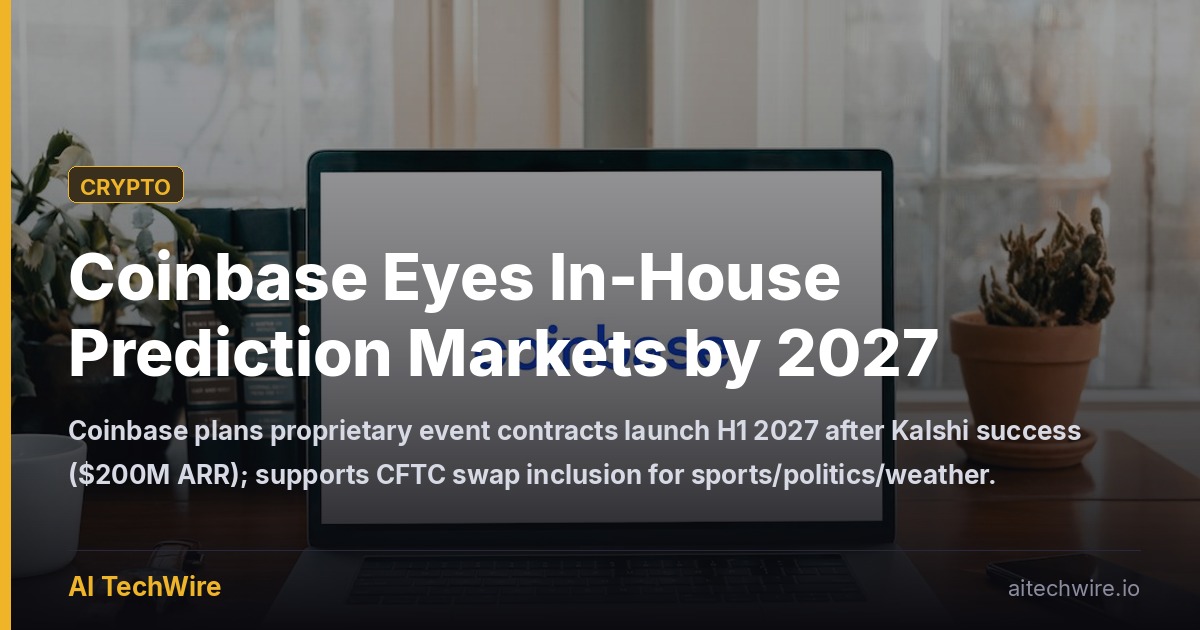 CRYPTO
Coinbase Eyes In-House
Prediction Markets by 2027
coinbase
Coinbase plans proprietary event contracts launch H1 2027 after Kalshi success
($200M ARR); supports CFTC swap inclusion for sports/politics/weather.
AI TechWire
aitechwire.io